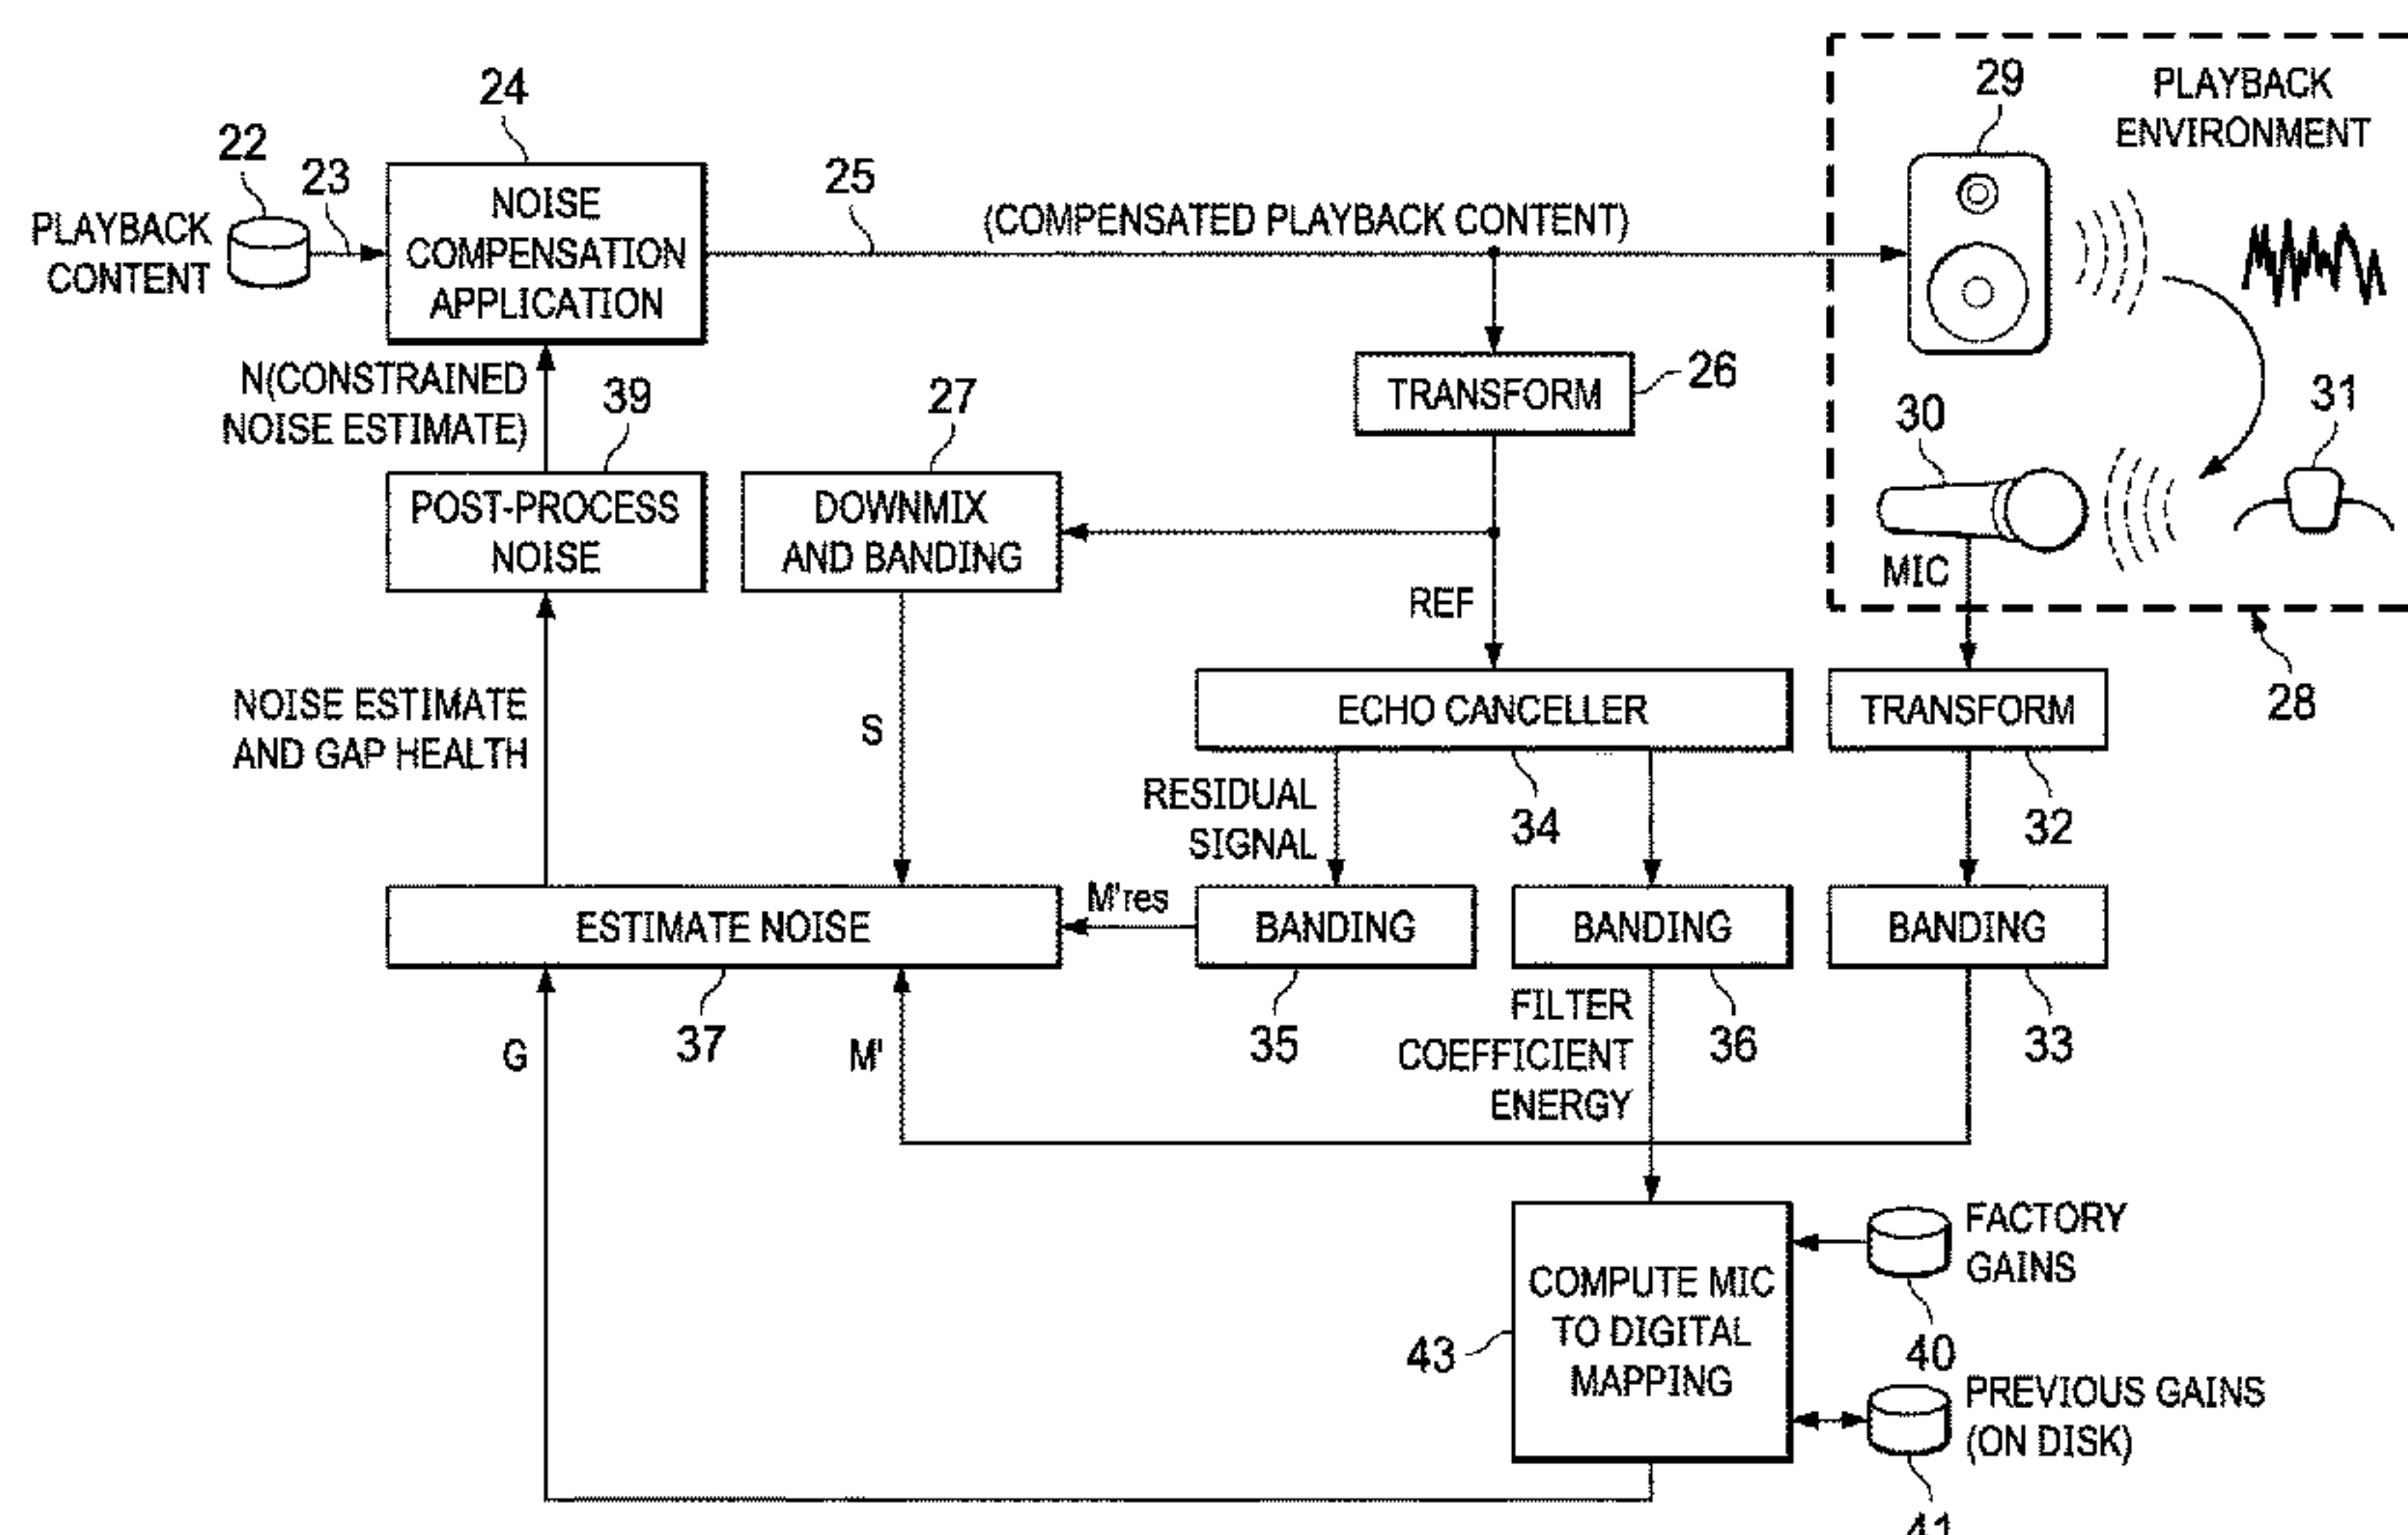 29
PLAYBACK
ENVIRONMENT
24
22
23
PLAYBACK
CONTENT
NOISE
COMPENSATION
APPLICATION
25
(COMPENSATED PLAYBACK CONTENT)
N(CONSTRAINED
NOISE ESTIMATE)
39
27
TRANSFORM
26
30
31
POST-PROCESS
NOISE
DOWNMIX
AND BANDING
MIC
REF
NOISE ESTIMATE
AND GAP HEALTH
S
ECHO CANCELLER
TRANSFORM
28
RESIDUAL
SIGNAL
34
32
ESTIMATE NOISE
M'res
BANDING
BANDING
BANDING
G
37
M'
35
FILTER
COEFFICIENT
ENERGY
36
33
COMPUTE MIC
TO DIGITAL
MAPPING
43
FACTORY
GAINS
40
PREVIOUS GAINS
(ON DISK)
41